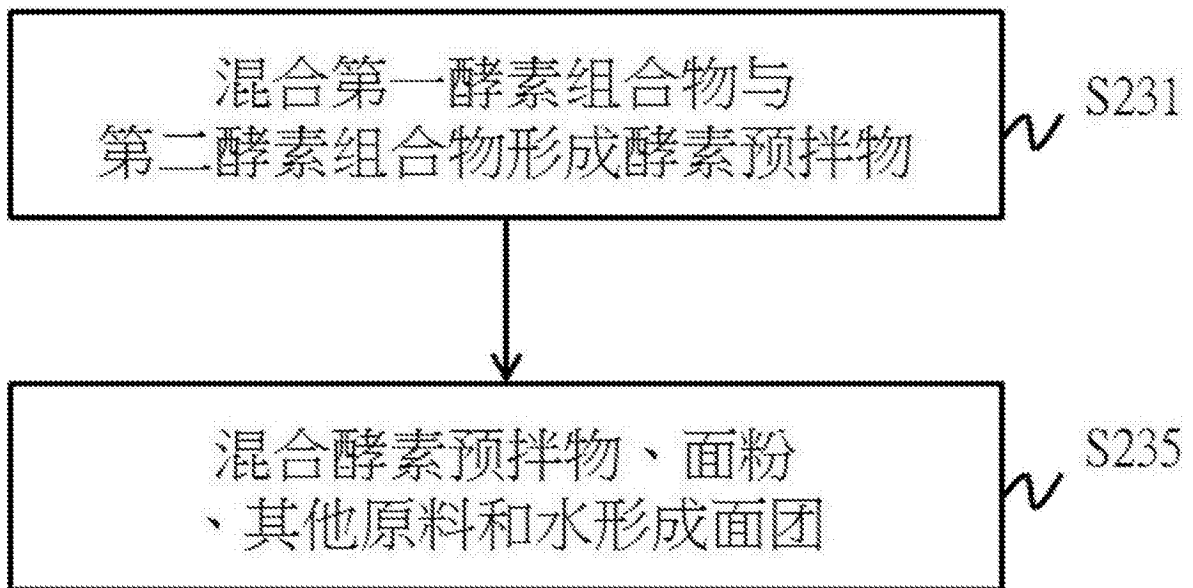 混合第一酵素组合物与
第二酵素组合物形成酵素预拌物
S231
混合酵素预拌物、面粉
、其他原料和水形成面团
S235